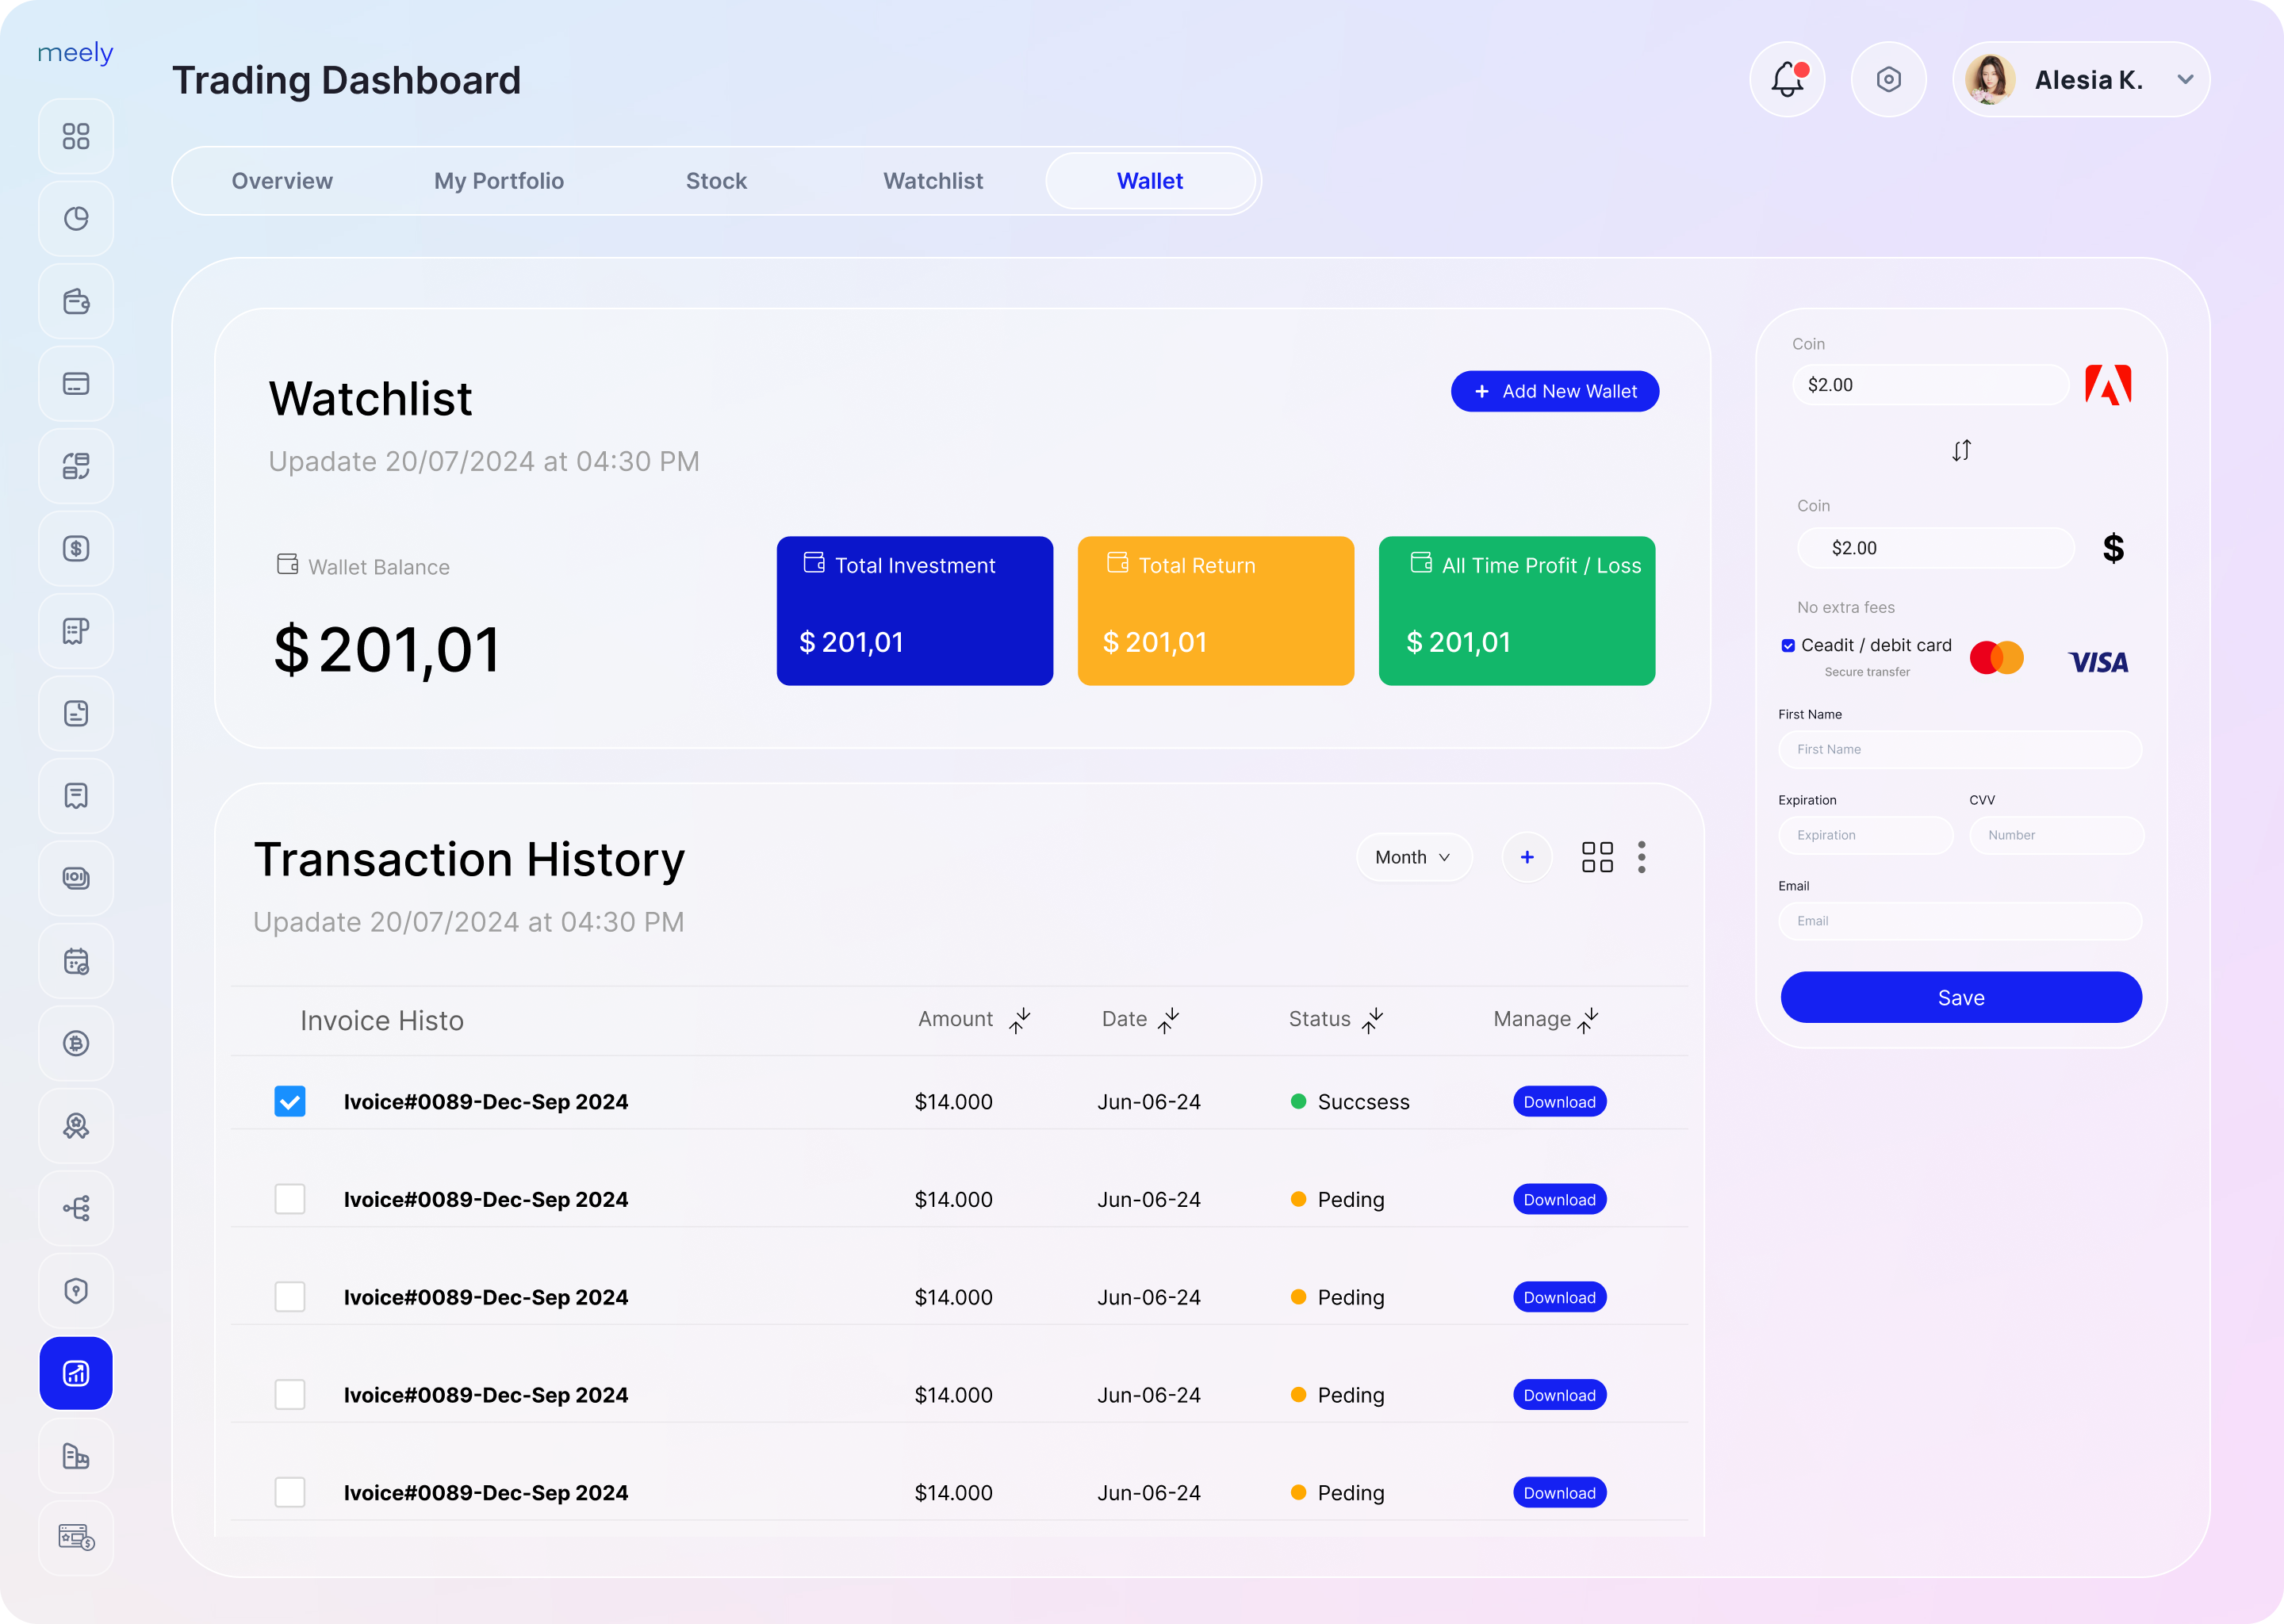 meely
Trading Dashboard
Alesia K.
Overview
My Portfolio
Stock
Watchlist
Wallet
Watchlist
Upadate 20/07/2024 at 04:30 PM
+ Add New Wallet
Wallet Balance
$201,01
Total Investment
$ 201,01
Total Return
$ 201,01
All Time Profit / Loss
$ 201,01
Transaction History
Upadate 20/07/2024 at 04:30 PM
Month
+
Invoice Histo
Amount
Date
Status
Manage
Ivoice#0089-Dec-Sep 2024 $14.000 Jun-06-24 Succsess Download
Ivoice#0089-Dec-Sep 2024 $14.000 Jun-06-24 Peding Download
Ivoice#0089-Dec-Sep 2024 $14.000 Jun-06-24 Peding Download
Ivoice#0089-Dec-Sep 2024 $14.000 Jun-06-24 Peding Download
Ivoice#0089-Dec-Sep 2024 $14.000 Jun-06-24 Peding Download
Coin
$2.00
Coin
$2.00
$
No extra fees
Ceadit / debit card
Secure transfer
VISA
First Name
First Name
Expiration
CVV
Expiration
Number
Email
Email
Save